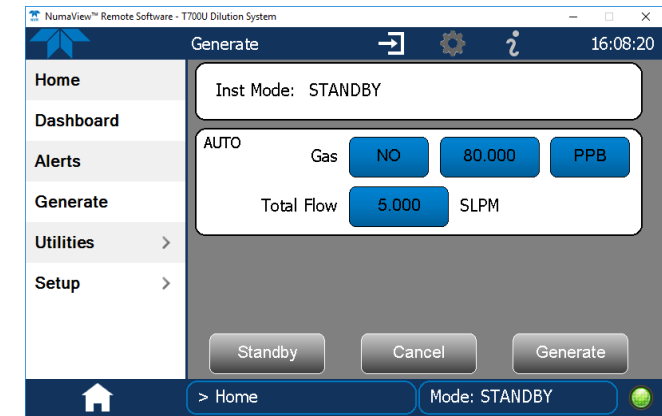 NumaView™ Remote Software - T700U Dilution System
Generate 16:08:20
Home
Dashboard
Alerts
Generate
Utilities >
Setup >
Inst Mode: STANDBY
AUTO
Gas NO 80.000 PPB
Total Flow 5.000 SLPM
Standby Cancel Generate
> Home Mode: STANDBY